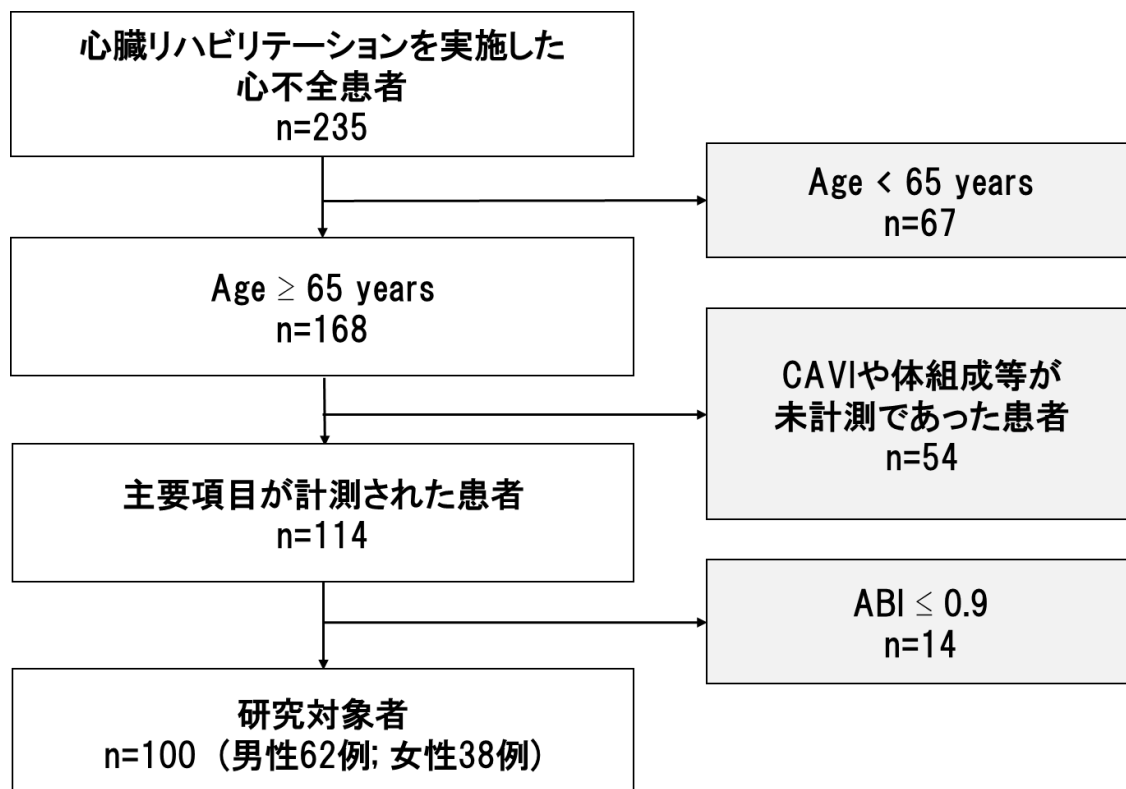 心臓リハビリテーションを実施した
心不全患者
n=235
Age < 65 years
n=67
Age ≥ 65 years
n=168
CAVIや体組成等が
未計測であった患者
n=54
主要項目が計測された患者
n=114
ABI ≤ 0.9
n=14
研究対象者
n=100（男性62例; 女性38例）